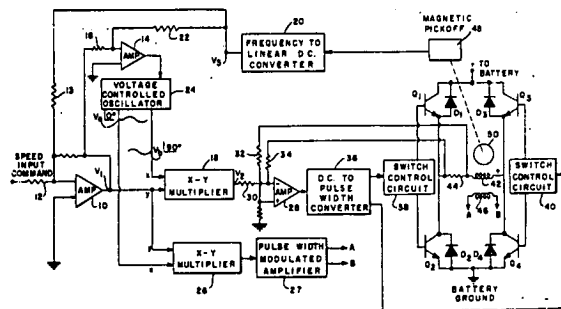 MAGNETIC
PICKOFF
48
20
FREQUENCY TO
LINEAR D.C.
CONVERTER
22
16
14
AMP
V5
TO
BATTERY
+
VOLTAGE
CONTROLLED
OSCILLATOR
24
13
Q1
D1
D3
Q3
50
0°
90°
32
34
36
SPEED INPUT
COMMAND
V1
12
AMP
10
x
y
X-Y
MULTIPLIER
18
V2
30
-
+
AMP
28
D.C. TO
PULSE WIDTH
CONVERTER
SWITCH
CONTROL
CIRCUIT
38
44
42
+
46
A
B
SWITCH
CONTROL
CIRCUIT
40
y
x
X-Y
MULTIPLIER
26
PULSE WIDTH
MODULATED
AMPLIFIER
27
A
B
Q2
D2
D4
Q4
BATTERY
GROUND